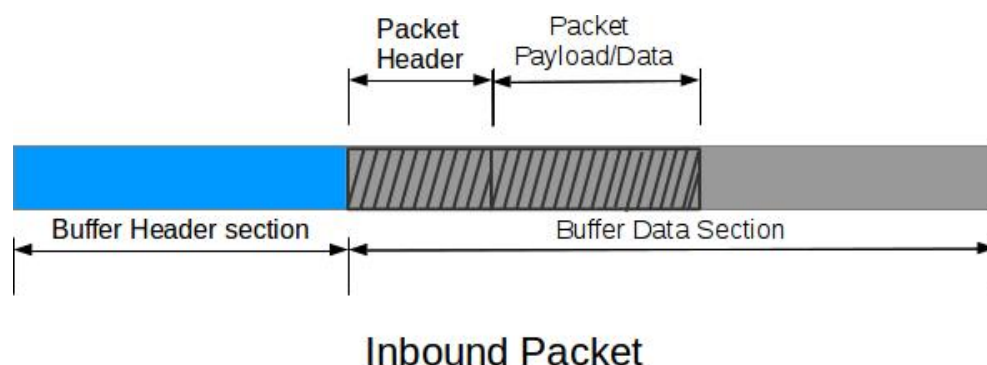 Packet
Header
Packet
Payload/Data
Buffer Header section
Buffer Data Section
Inbound Packet